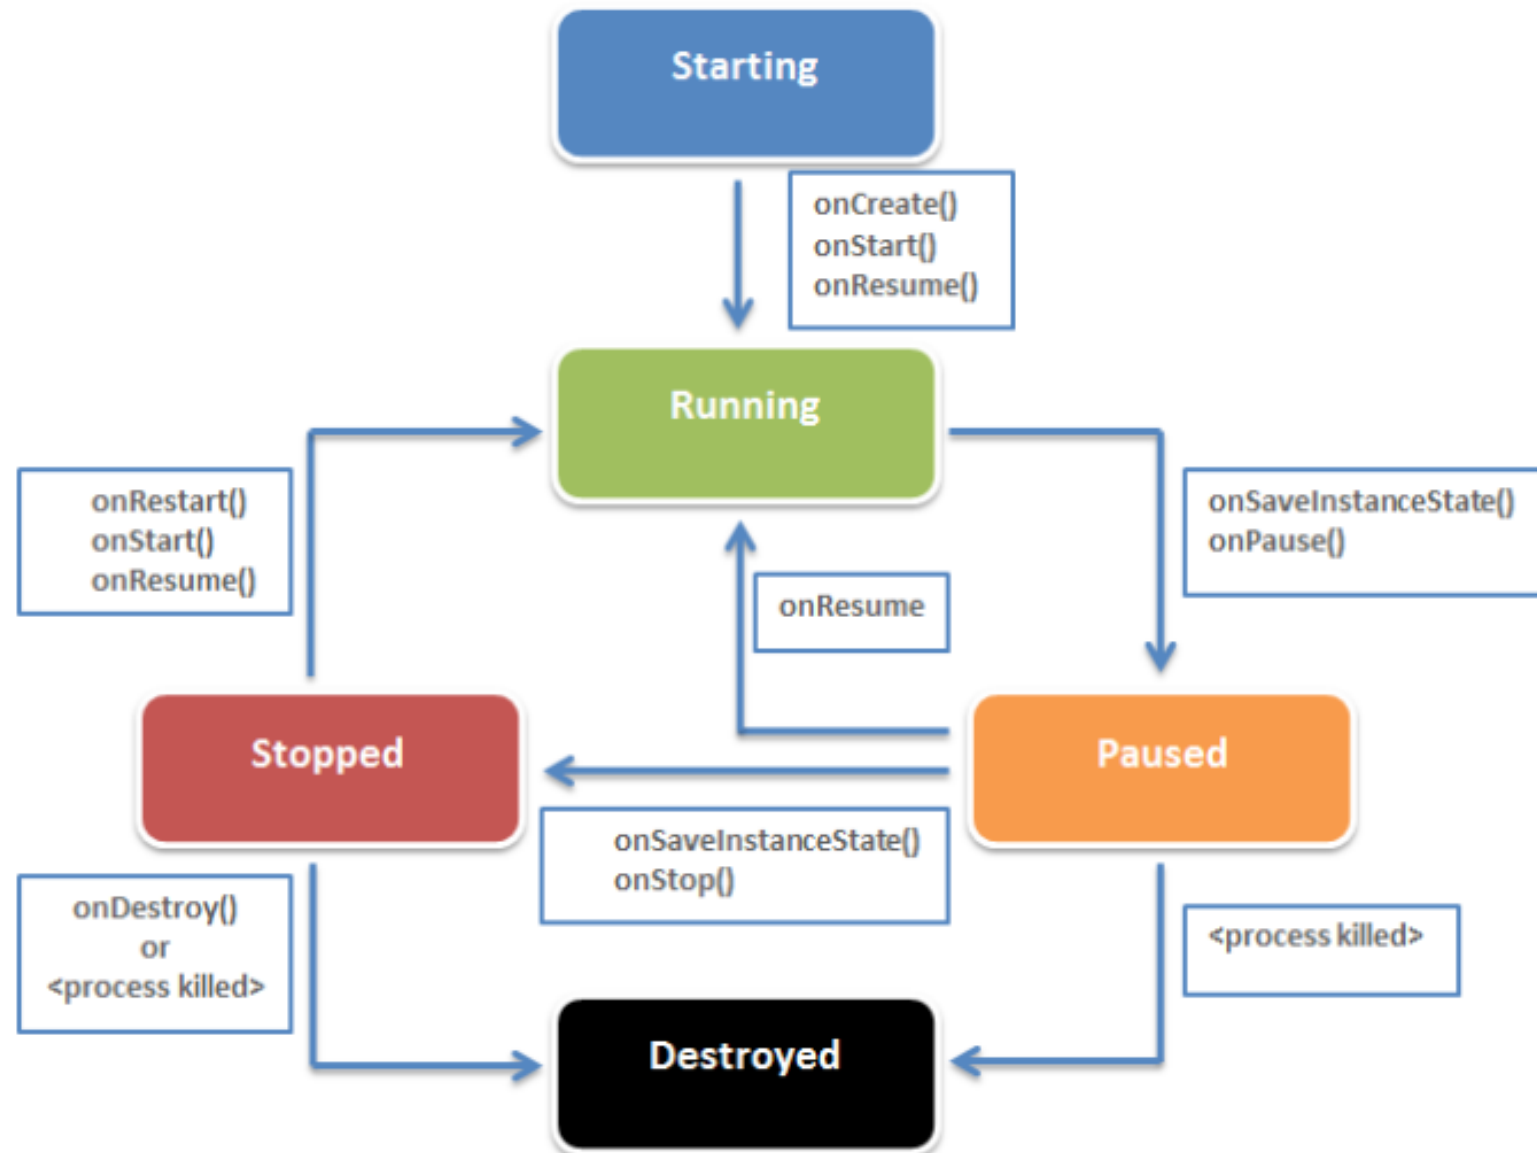 Starting
onCreate()
onStart()
onResume()
Running
onRestart()
onStart()
onResume()
onSaveInstanceState()
onPause()
onResume
Stopped
Paused
onSaveInstanceState()
onStop()
onDestroy()
or
<process killed>
<process killed>
Destroyed